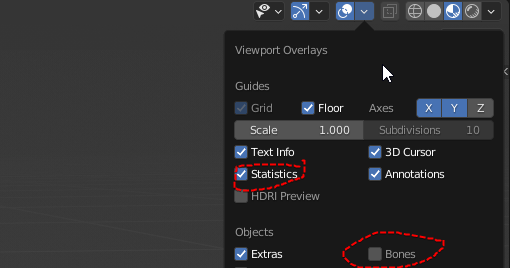 Viewport Overlays
Guides
Grid Floor Axes X Y Z
Scale 1.000 Subdivisions 10
Text Info 3D Cursor
Statistics Annotations
HDRI Preview
Objects
Extras Bones